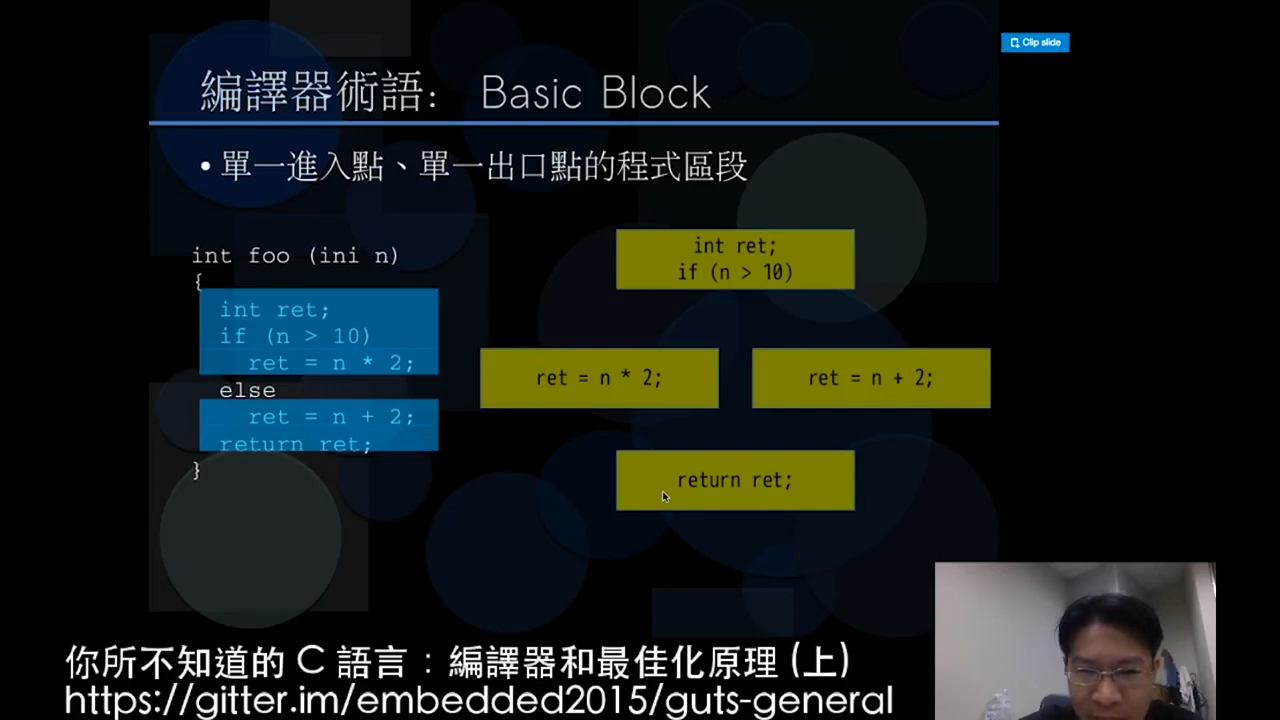 Clip slide
編譯器術語: Basic Block
• 單一進入點、單一出口點的程式區段
int foo (ini n)
{
int ret;
if (n > 10)
ret = n * 2;
else
ret = n + 2;
return ret;
}
int ret;
if (n > 10)
ret = n * 2;
ret = n + 2;
return ret;
你所不知道的 C 語言：編譯器和最佳化原理 (上)
https://gitter.im/embedded2015/guts-general